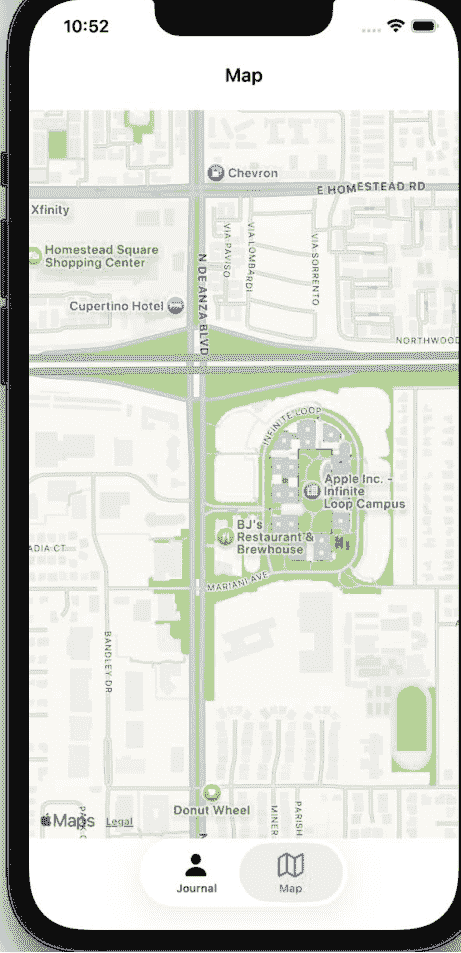 10:52
Map
Chevron
E HOMESTEAD RD
Xfinity
Homestead Square
Shopping Center
VIA PAVISO
VIA LOMBARDI
VIA SORRENTO
N DE ANZA BLVD
Cupertino Hotel
NORTHWOOD
INFINITE LOOP
Apple Inc. -
Infinite
Loop Campus
BJ's
Restaurant &
Brewhouse
ADIA CT
MARIANI AVE
BANDLEY DR
Donut Wheel
Maps
Legal
MINER
PARISH
N
Journal
Map